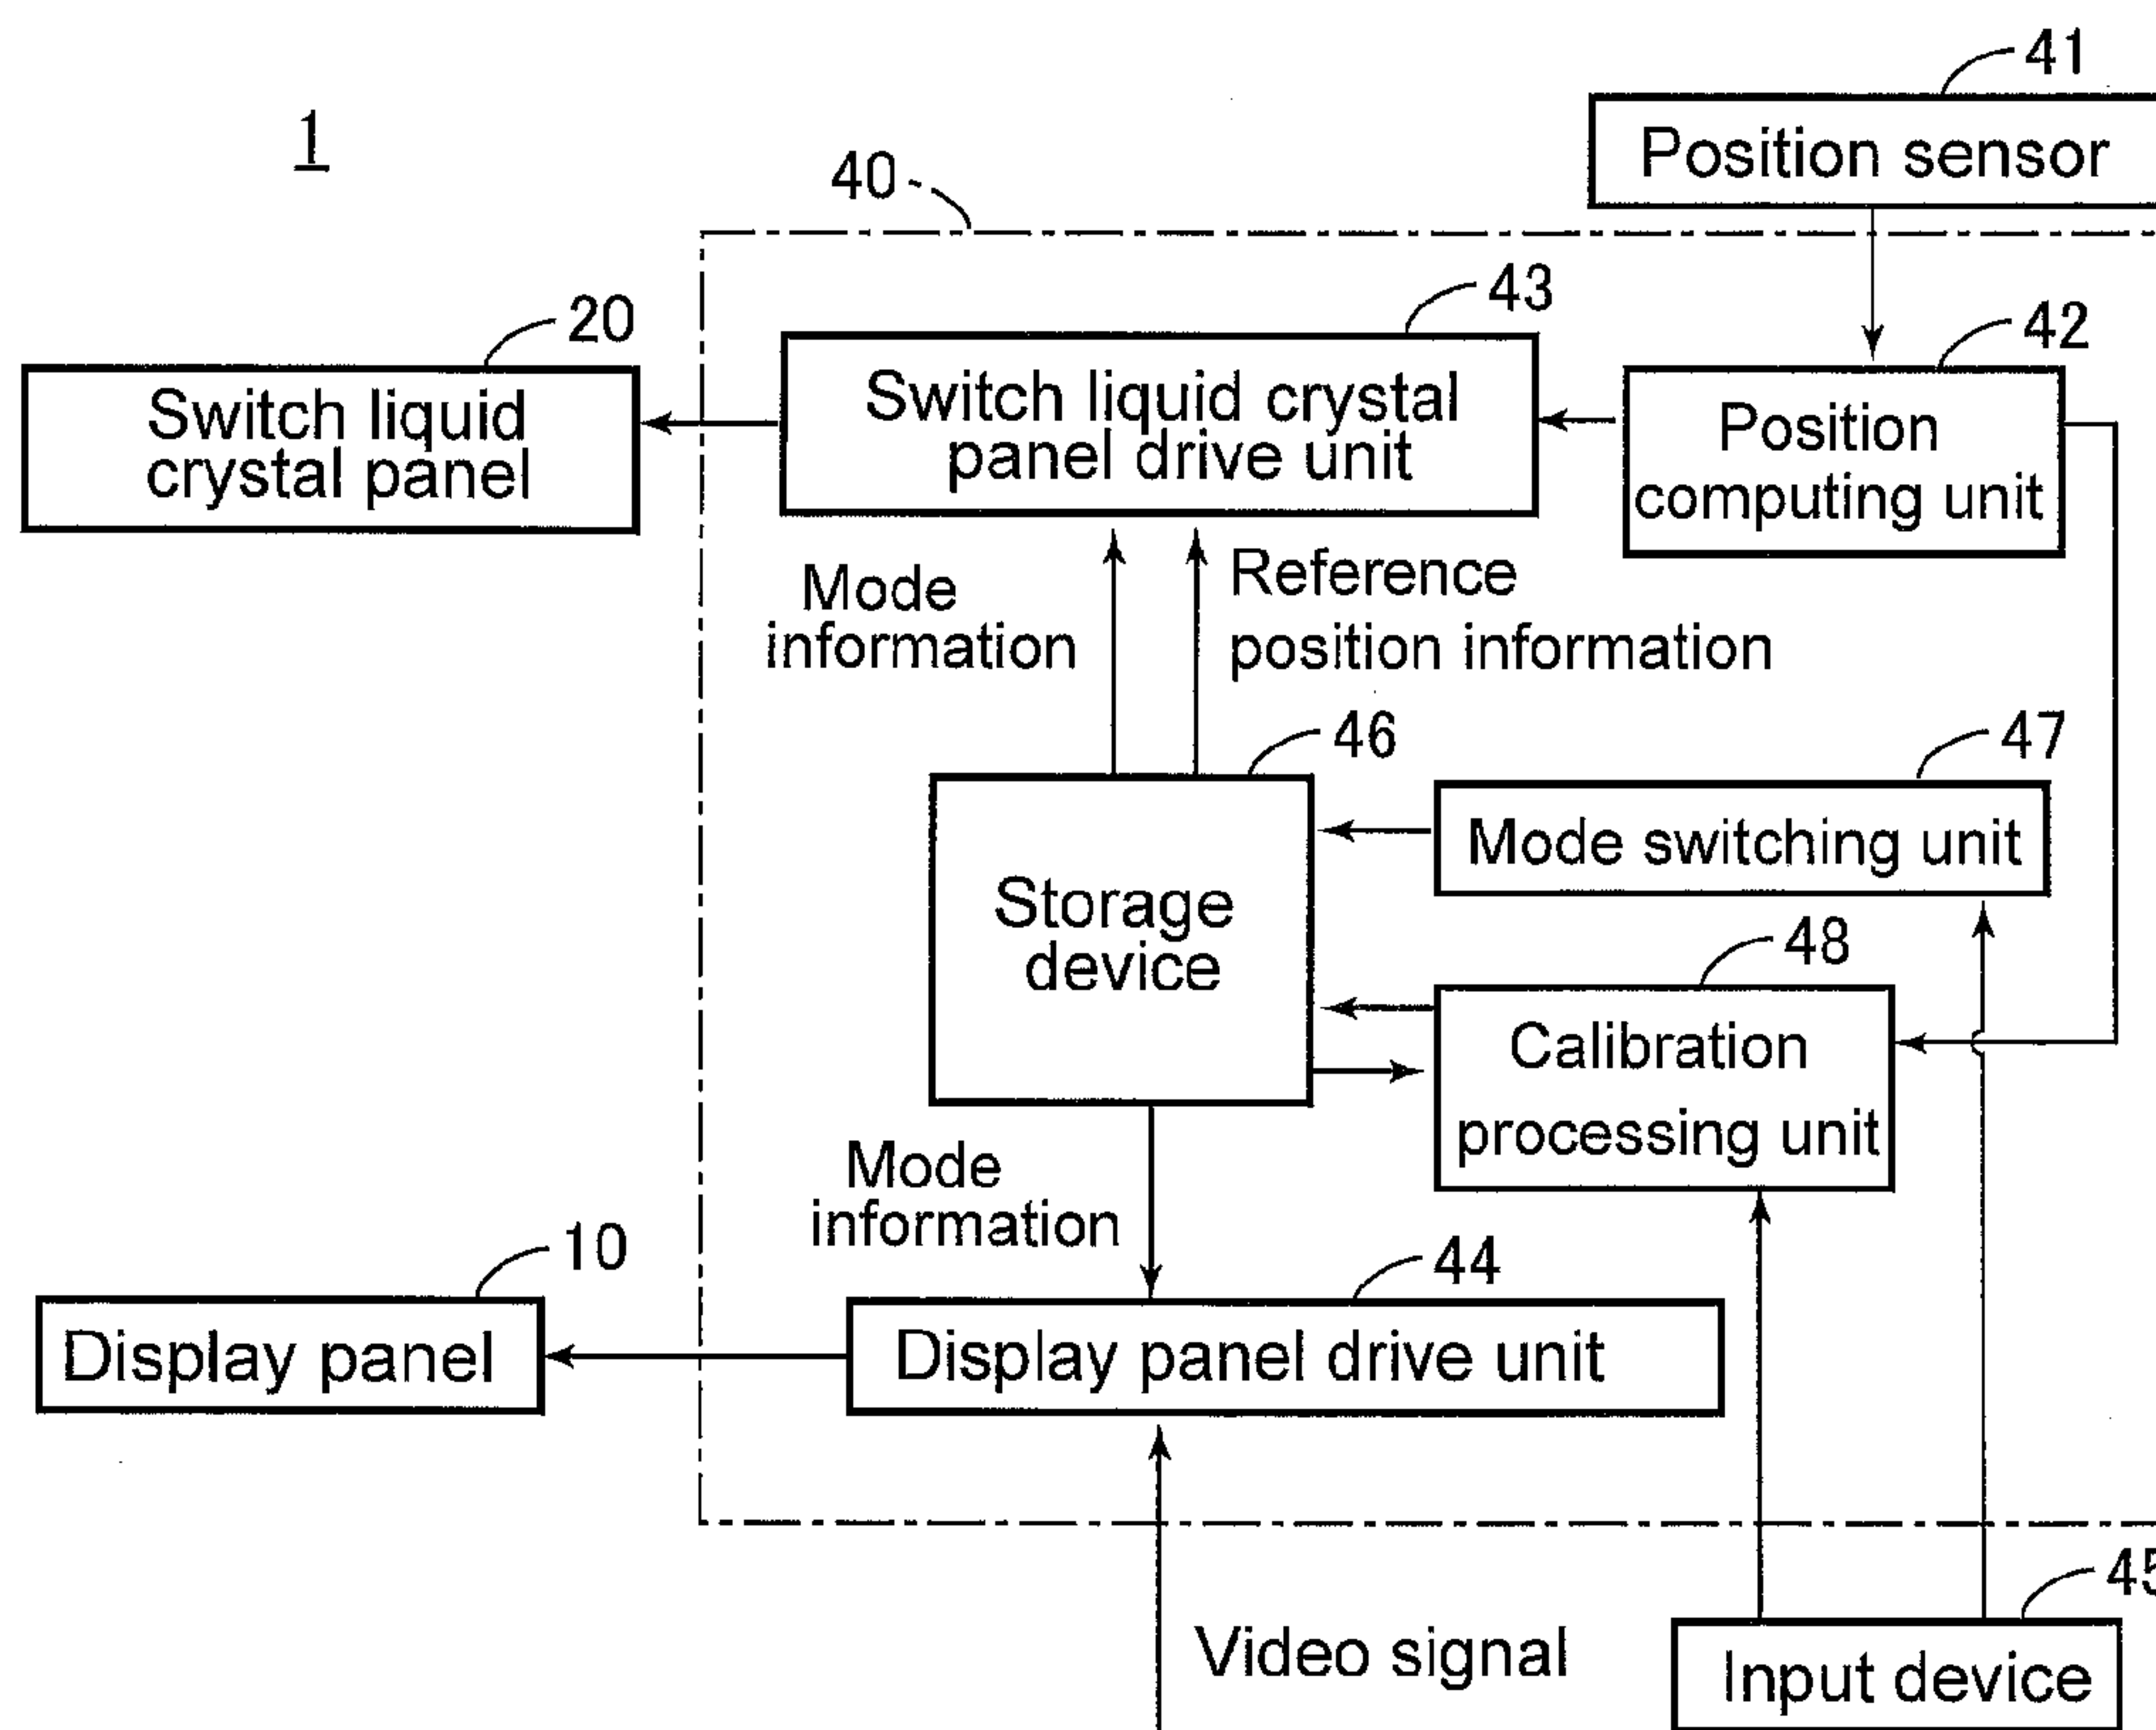 41
1
Position sensor
40
43
20
42
Switch liquid
crystal panel
Switch liquid crystal
panel drive unit
Position
computing unit
Mode
information
Reference
position information
46
47
Mode switching unit
Storage
device
48
Calibration
processing unit
Mode
information
10
44
Display panel
Display panel drive unit
45
Video signal
Input device